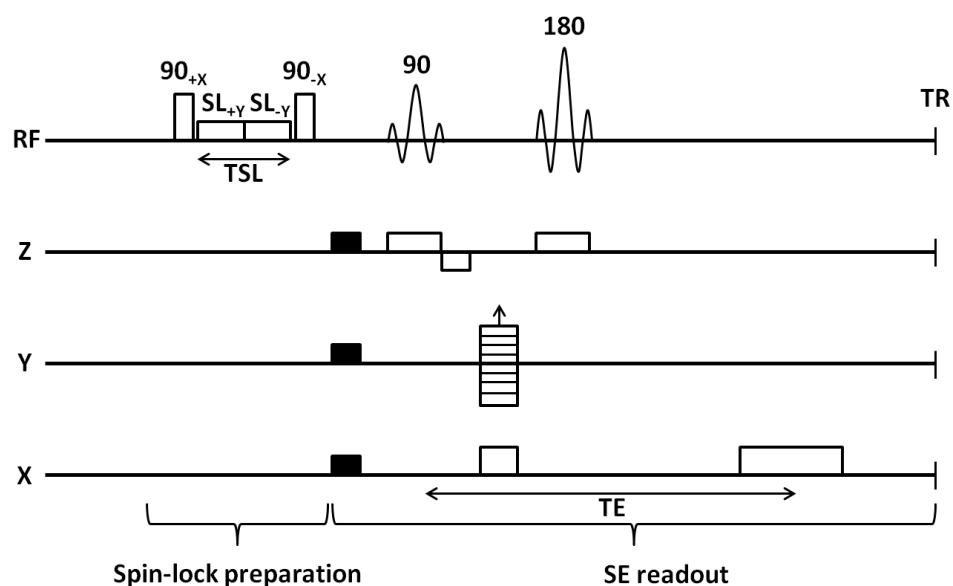 180
90₊X 90₋X 90
SL₊Y SL₋Y
TR
RF
TSL
Z
Y
X
TE
Spin-lock preparation SE readout